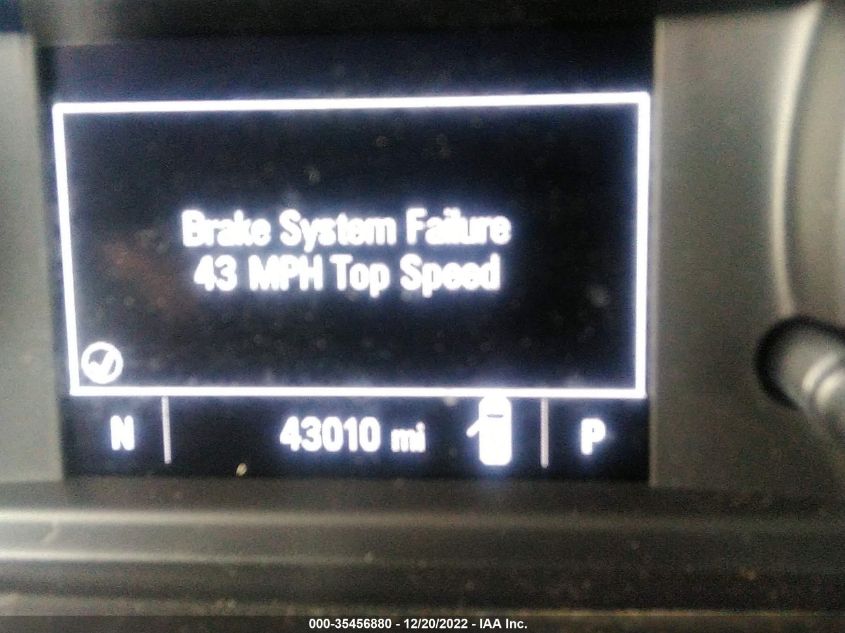 Brake System Failure
43 MPH Top Speed
N 43010 mi P
000-35456880 - 12/20/2022 - IAA Inc.